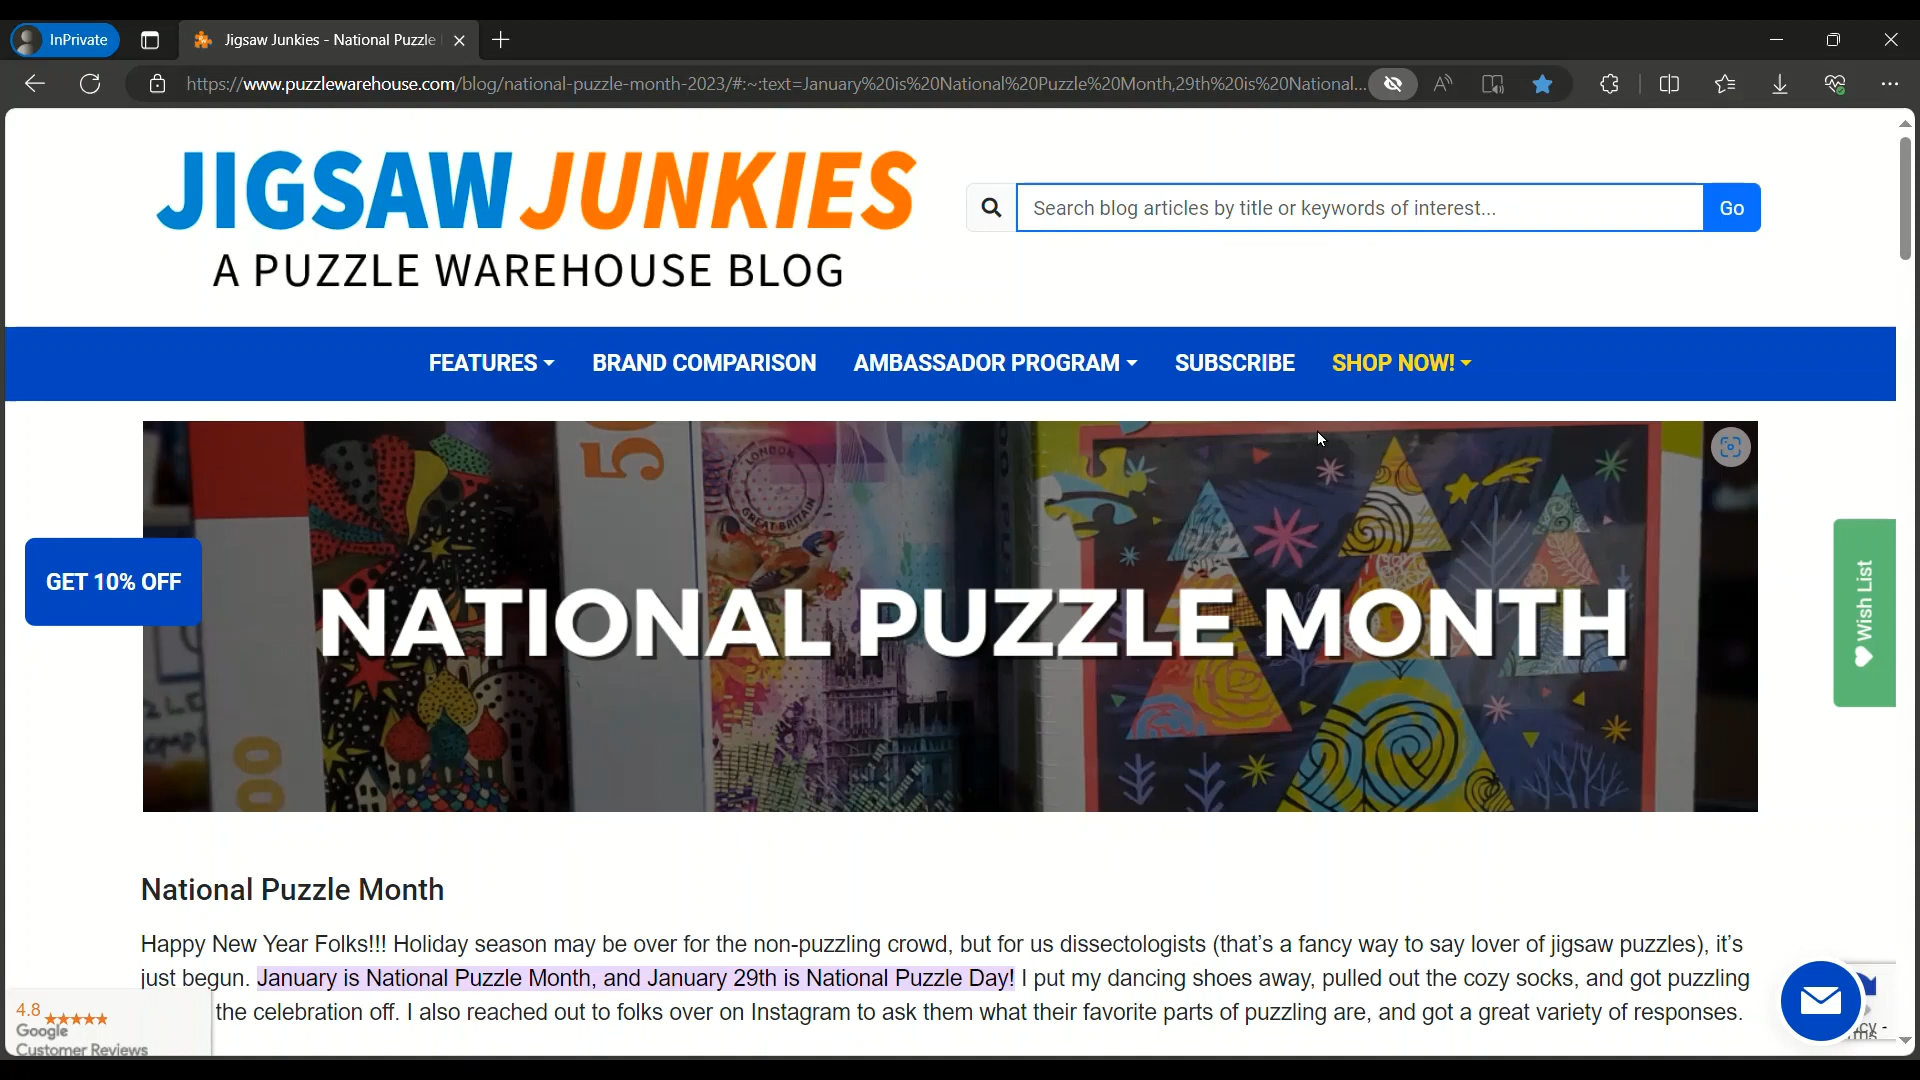 InPrivate
Jigsaw Junkies - National Puzzle
https://www.puzzlewarehouse.com/blog/national-puzzle-month-2023/#:~:text=January%20is%20National%20Puzzle%20Month,29th%20is%20National...
JIGSAW JUNKIES
A PUZZLE WAREHOUSE BLOG
Search blog articles by title or keywords of interest...
Go
FEATURES
BRAND COMPARISON
AMBASSADOR PROGRAM
SUBSCRIBE
SHOP NOW!
50
LONDON
GREAT BRITAIN
GET 10% OFF
NATIONAL PUZZLE MONTH
Wish List
00
National Puzzle Month
Happy New Year Folks!!! Holiday season may be over for the non-puzzling crowd, but for us dissectologists (that's a fancy way to say lover of jigsaw puzzles), it's
just begun. January is National Puzzle Month, and January 29th is National Puzzle Day! I put my dancing shoes away, pulled out the cozy socks, and got puzzling
the celebration off. I also reached out to folks over on Instagram to ask them what their favorite parts of puzzling are, and got a great variety of responses.
4.8
Google
Customer Reviews